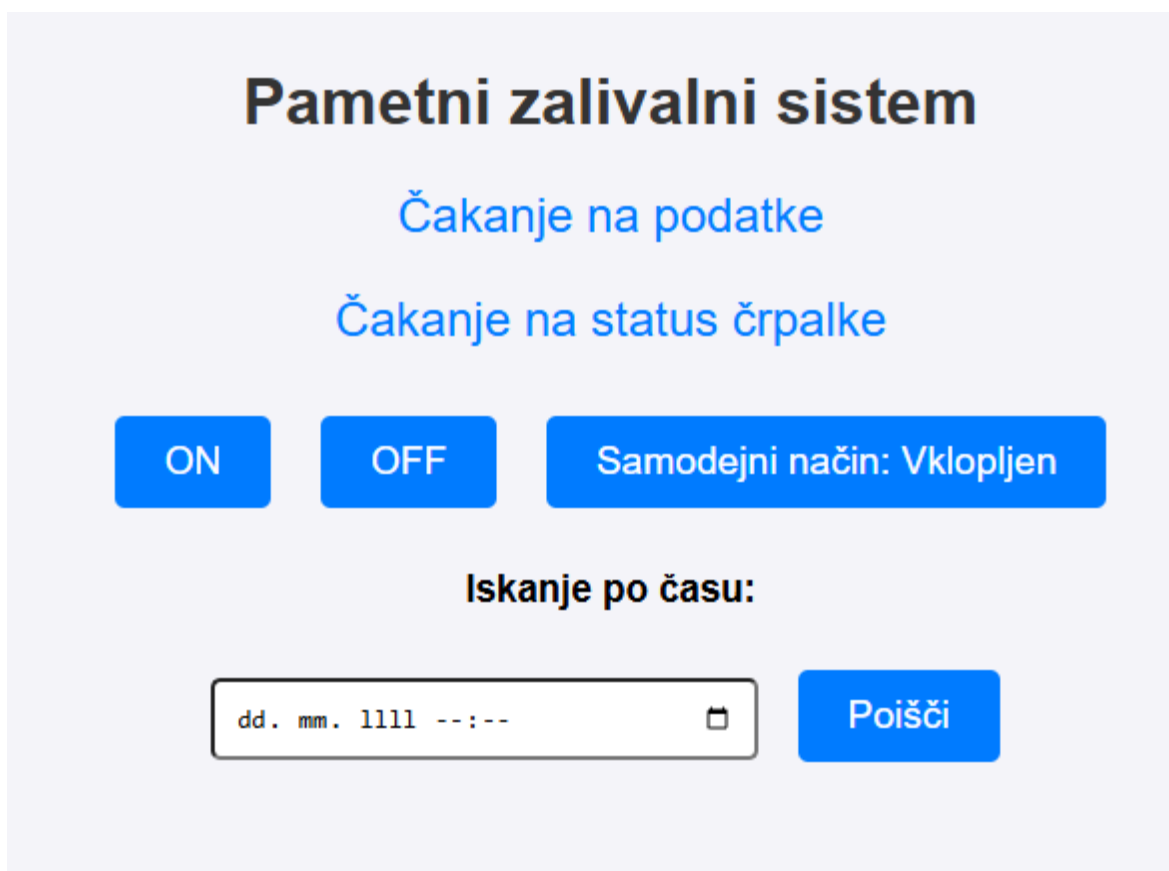 Pametni zalivalni sistem
Čakanje na podatke
Čakanje na status črpalke
ON OFF Samodejni način: Vklopljen
Iskanje po času:
dd. mm. llll --:-- Poišči